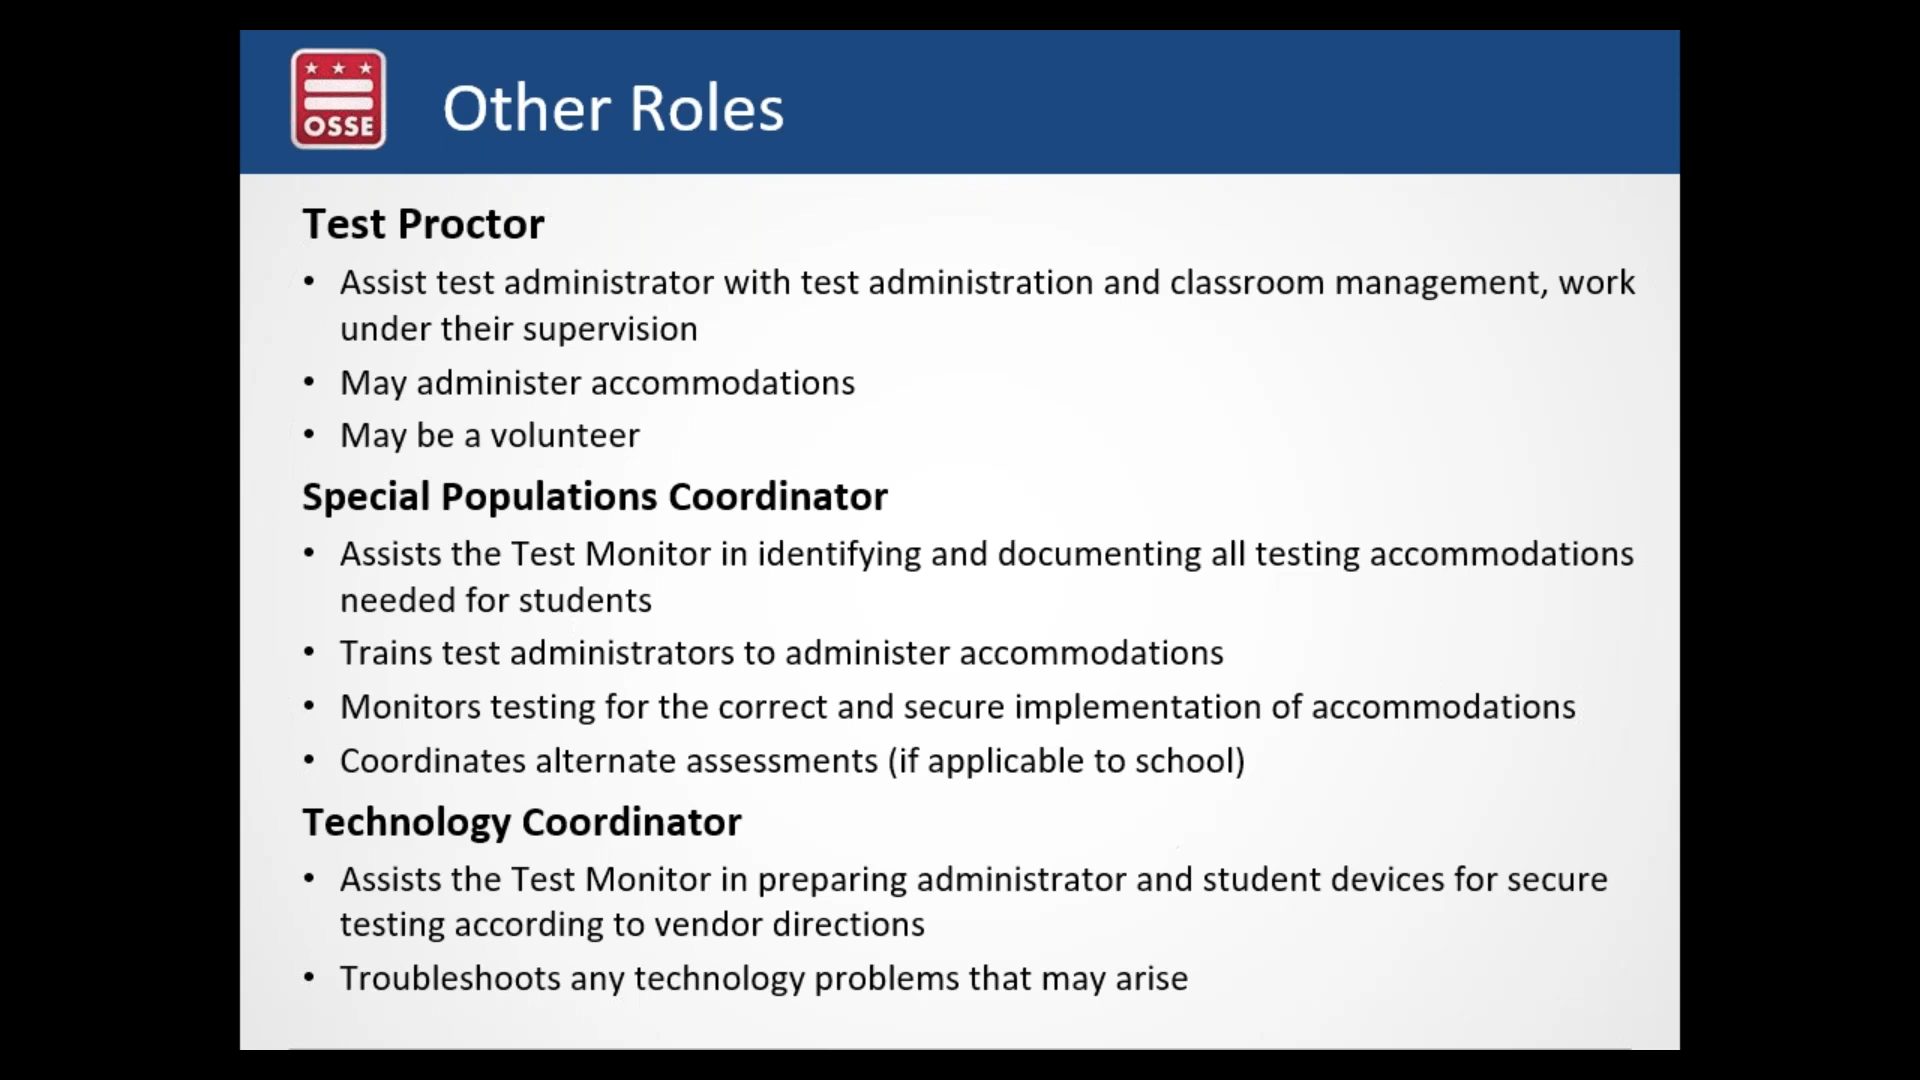 OSSE
Other Roles
Test Proctor
• Assist test administrator with test administration and classroom management, work
under their supervision
• May administer accommodations
• May be a volunteer
Special Populations Coordinator
• Assists the Test Monitor in identifying and documenting all testing accommodations
needed for students
• Trains test administrators to administer accommodations
• Monitors testing for the correct and secure implementation of accommodations
• Coordinates alternate assessments (if applicable to school)
Technology Coordinator
• Assists the Test Monitor in preparing administrator and student devices for secure
testing according to vendor directions
• Troubleshoots any technology problems that may arise